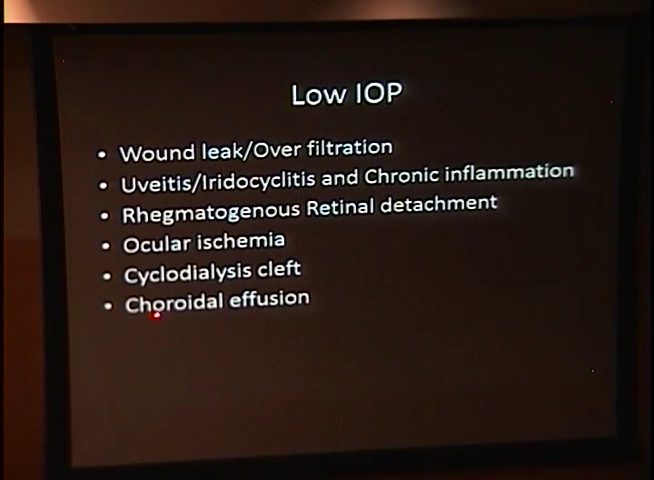 Low IOP
• Wound leak/Over filtration
• Uveitis/Iridocyclitis and Chronic inflammation
• Rhegmatogenous Retinal detachment
• Ocular ischemia
• Cyclodialysis cleft
• Choroidal effusion